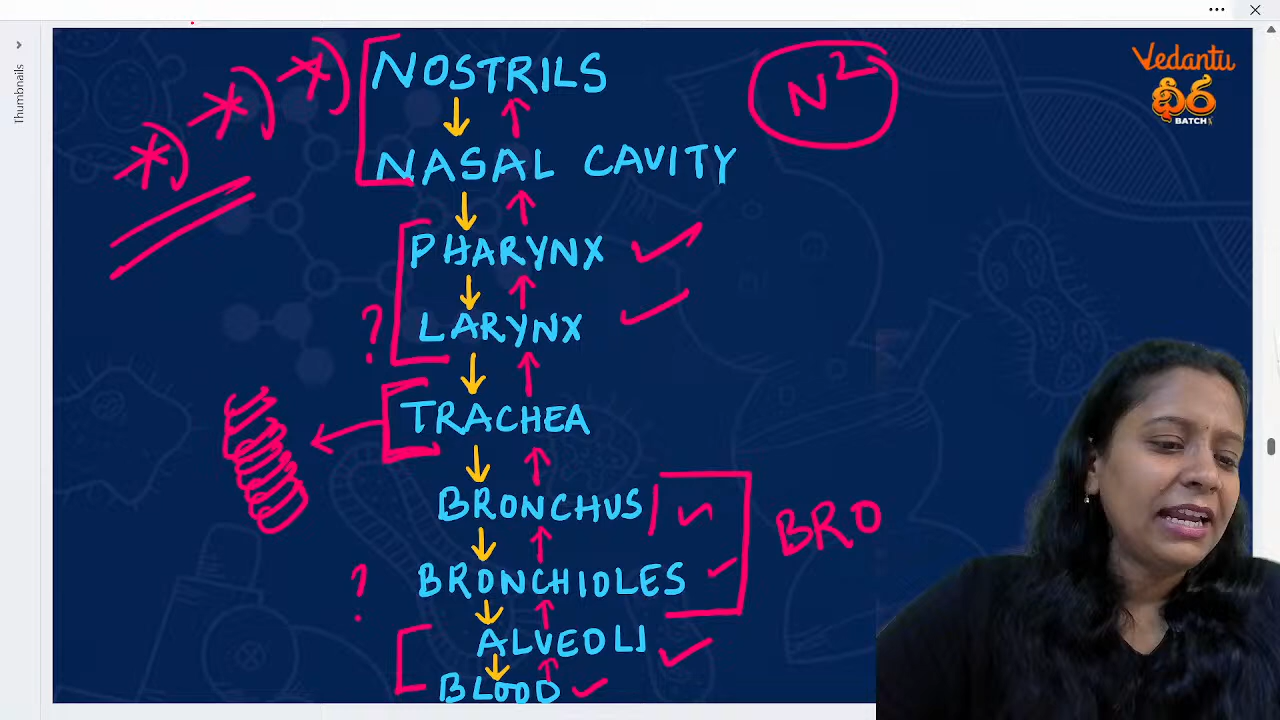 Thumbnails
Vedantu
ధీర
BATCH
N²
NOSTRILS
NASAL CAVITY
PHARYNX
?
LARYNX
TRACHEA
BRONCHUS
BRO
?
BRONCHIOLES
ALVEOLI
BLOOD